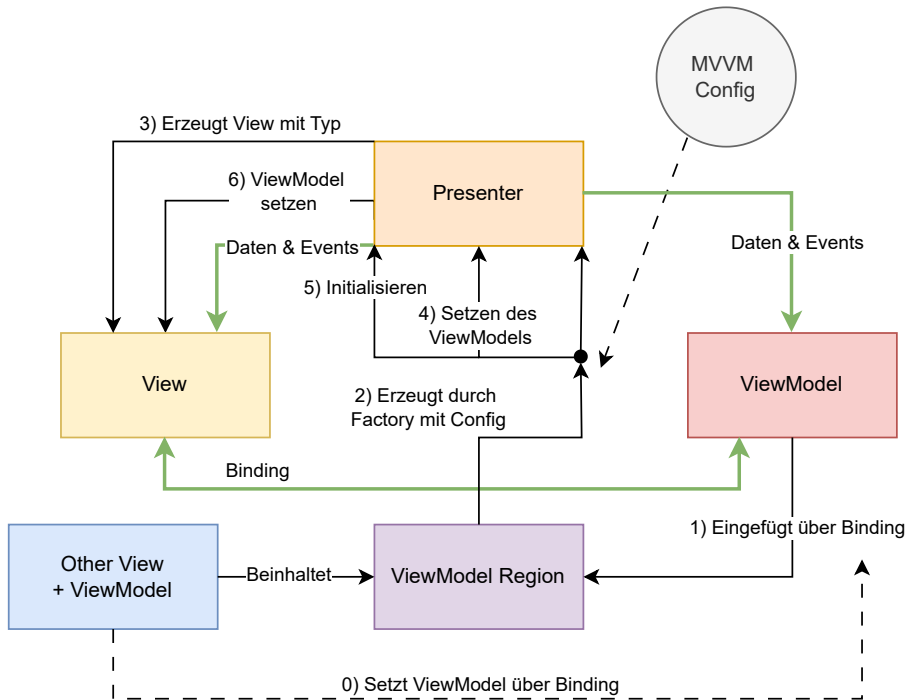 MVVM
Config
3) Erzeugt View mit Typ
6) ViewModel
setzen
Presenter
Daten & Events
Daten & Events
5) Initialisieren
4) Setzen des
ViewModels
View
ViewModel
2) Erzeugt durch
Factory mit Config
Binding
1) Eingefügt über Binding
Other View
+ ViewModel
Beinhaltet
ViewModel Region
0) Setzt ViewModel über Binding